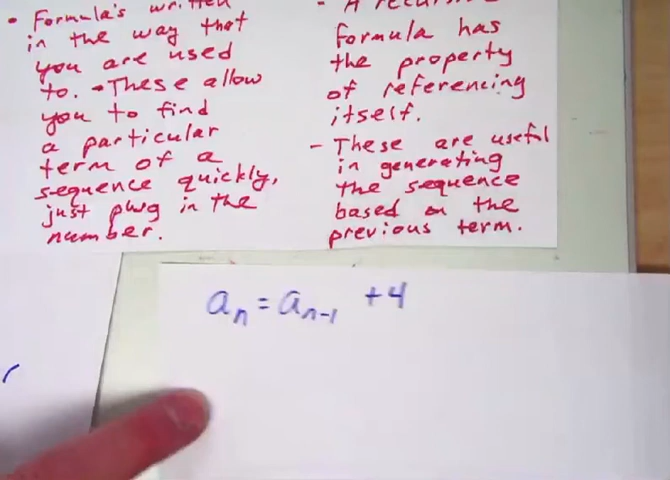 • Formula's written
in the way that
you are used
to. • These allow
you to find
a particular
term of a
sequence quickly,
just plug in the
number.
- A
formula has
the property
of referencing
itself.
- These are useful
in generating
the sequence
based on the
previous term.
aₙ = aₙ₋₁ + 4